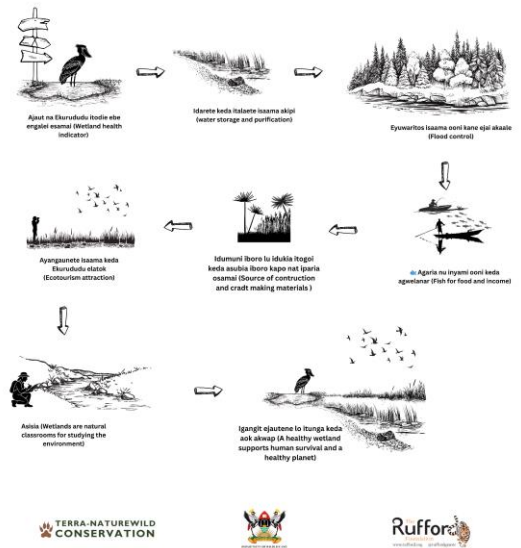 Ajaut na Ekurududu itodie ebe
engalei esamai (Wetland health
indicator)
Idarete keda italaete isaama akipi
(water storage and purification)
Eyuwaritos isaama ooni kane ejai akaale
(Flood control)
Agaria nu inyami ooni keda
agwelanar (Fish for food and income)
Idumuni iboro lu idukia itogoi
keda asubia iboro kapo nat iparia
osamai (Source of contruction
and cradt making materials )
Ayangaunete isaama keda
Ekurududu elatok
(Ecotourism attraction)
Asisia (Wetlands are natural
classrooms for studying the
environment)
Igangit ejautene lo itunga keda
aok akwap (A healthy wetland
supports human survival and a
healthy planet)
TERRA-NATUREWILD
CONSERVATION
Rufford